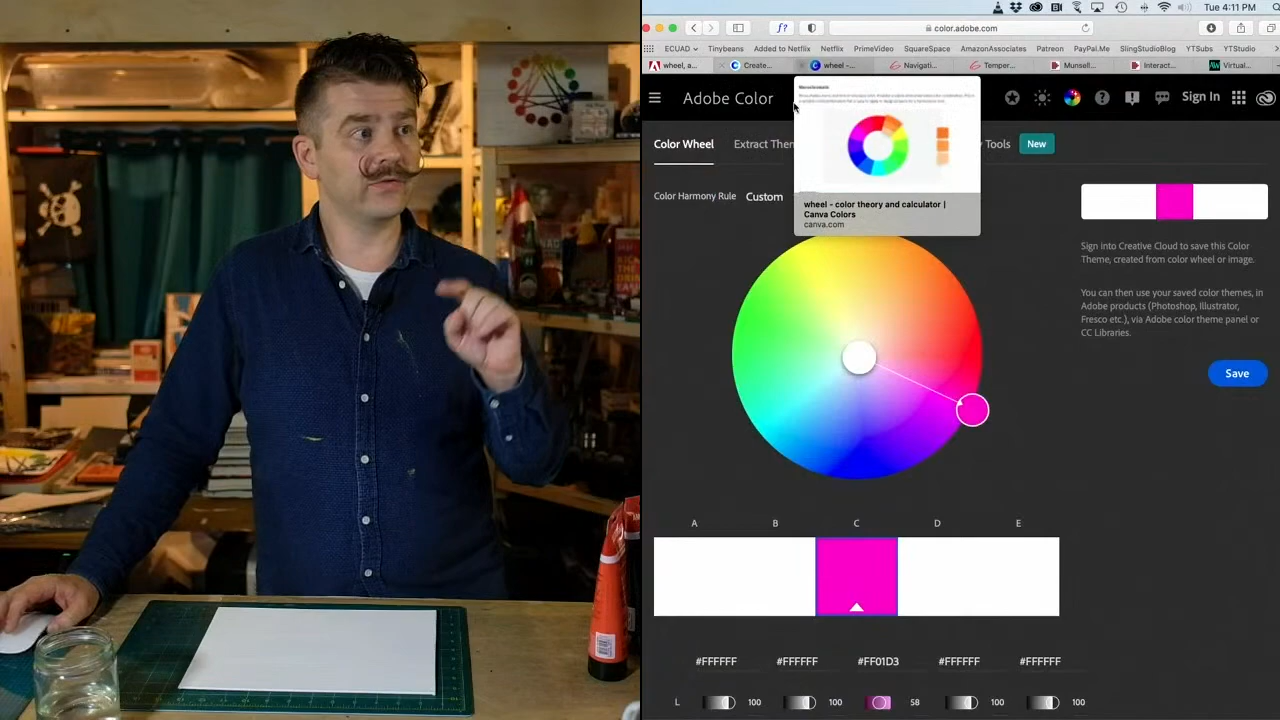 Tue 4:11 PM
f?
color.adobe.com
ECUAD
Tinybeans
Added to Netflix
Netflix
PrimeVideo
SquareSpace
AmazonAssociates
Patreon
PayPal.Me
SlingStudioBlog
YTSubs
YTStudio
wheel, a...
Create...
wheel -...
Navigati...
Temper...
Munsell...
Interact...
Virtual...
Adobe Color
Sign In
wheel - color theory and calculator |
Canva Colors
canva.com
Color Wheel
Extract Then
y Tools
New
Color Harmony Rule
Custom
Sign into Creative Cloud to save this Color
Theme, created from color wheel or image.
You can then use your saved color themes, in
Adobe products (Photoshop, Illustrator,
Fresco etc.), via Adobe color theme panel or
CC Libraries.
Save
A
B
C
D
E
#FFFFFF
#FFFFFF
#FF01D3
#FFFFFF
#FFFFFF
L
100
100
58
100
100